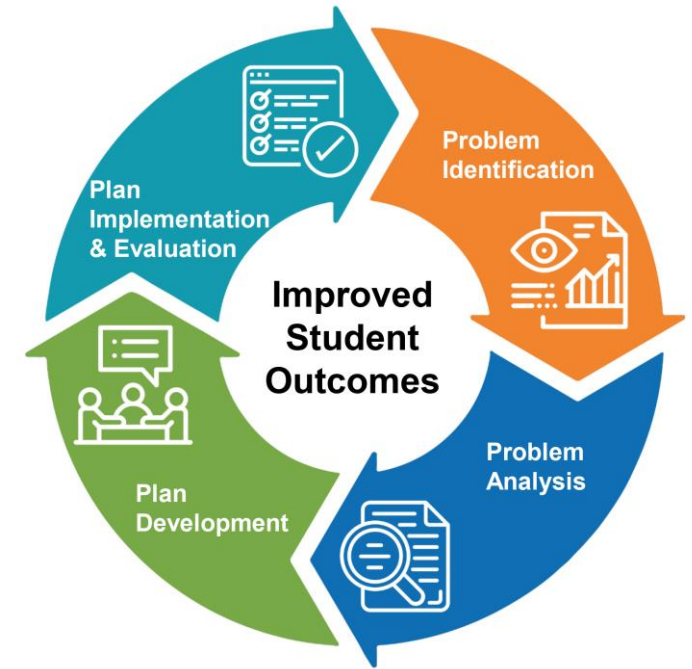 Problem
Identification
Problem
Analysis
Plan
Development
Plan
Implementation
& Evaluation
Improved
Student
Outcomes